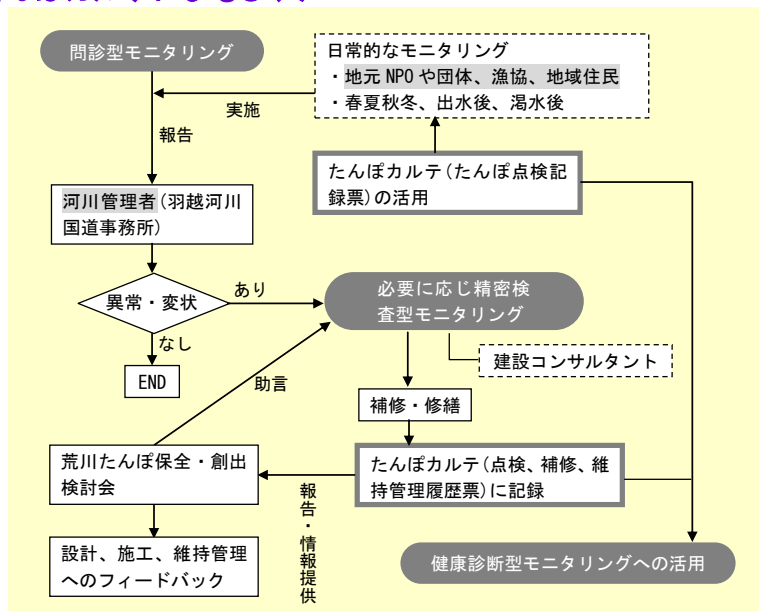 問診型モニタリング
日常的なモニタリング
・地元 NPO や団体、漁協、地域住民
・春夏秋冬、出水後、渇水後
実施
報告
たんぽカルテ(たんぽ点検記
録票)の活用
河川管理者(羽越河川
国道事務所)
異常・変状
あり
なし
END
必要に応じ精密検
査型モニタリング
建設コンサルタント
助言
補修・修繕
荒川たんぽ保全・創出
検討会
たんぽカルテ(点検、補修、維
持管理履歴票)に記録
報告・情報提供
設計、施工、維持管理
へのフィードバック
健康診断型モニタリングへの活用